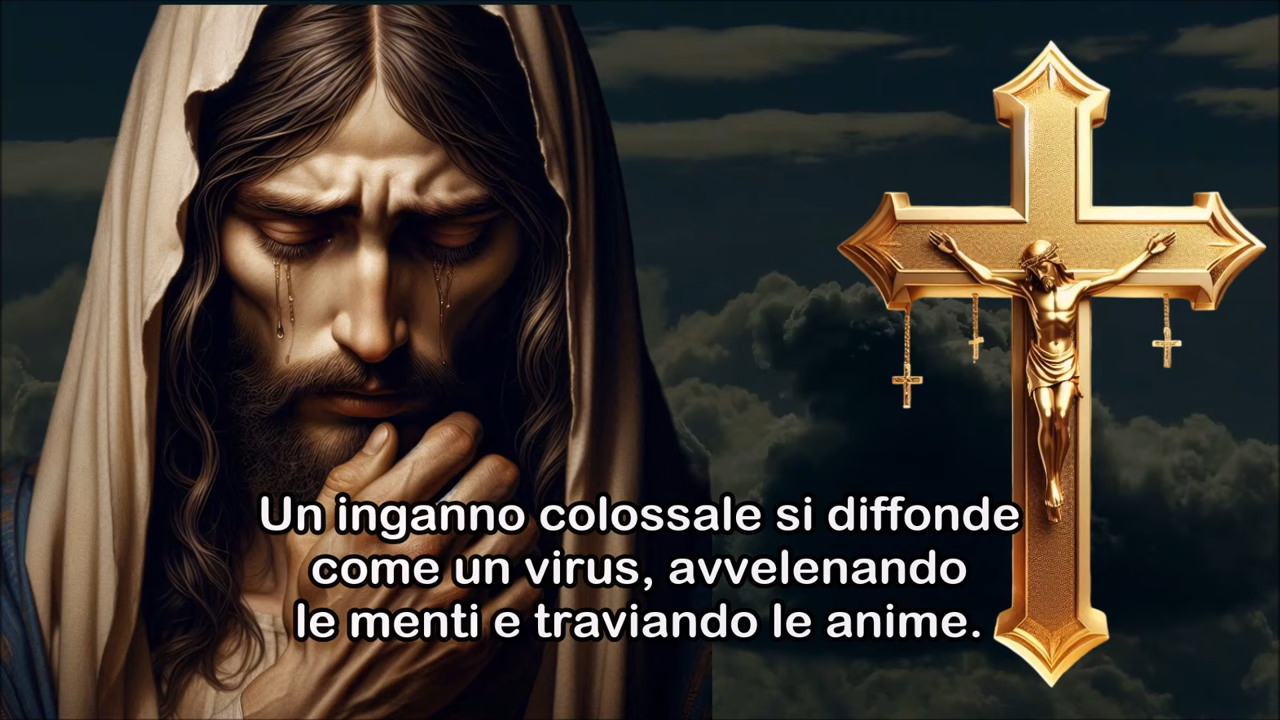 Un inganno colossale si diffonde
come un virus, avvelenando
le menti e traviando le anime.